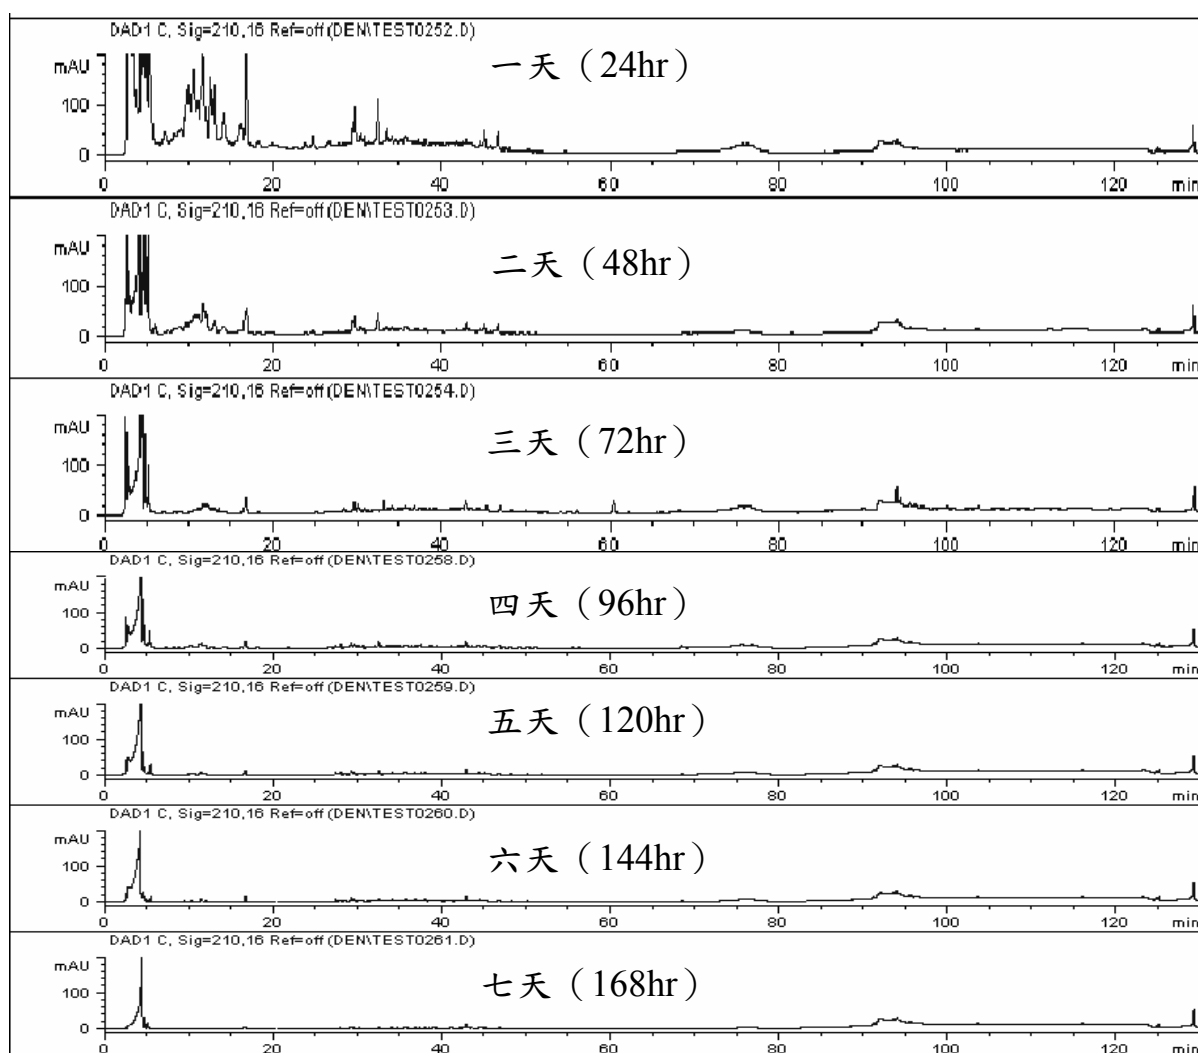 DAD1 C, Sig=210,16 Ref=off (DEN\TEST0252.D)
mAU
一天（24hr）
100
0
0 20 40 60 80 100 120 min
DAD1 C, Sig=210,16 Ref=off (DEN\TEST0253.D)
mAU
二天（48hr）
100
0
0 20 40 60 80 100 120 min
DAD1 C, Sig=210,16 Ref=off (DEN\TEST0254.D)
mAU
三天（72hr）
100
0
0 20 40 60 80 100 120 min
DAD1 C, Sig=210,16 Ref=off (DEN\TEST0258.D)
mAU
四天（96hr）
100
0
0 20 40 60 80 100 120 min
DAD1 C, Sig=210,16 Ref=off (DEN\TEST0259.D)
mAU
五天（120hr）
100
0
0 20 40 60 80 100 120 min
DAD1 C, Sig=210,16 Ref=off (DEN\TEST0260.D)
mAU
六天（144hr）
100
0
0 20 40 60 80 100 120 min
DAD1 C, Sig=210,16 Ref=off (DEN\TEST0261.D)
mAU
七天（168hr）
100
0
0 20 40 60 80 100 120 min